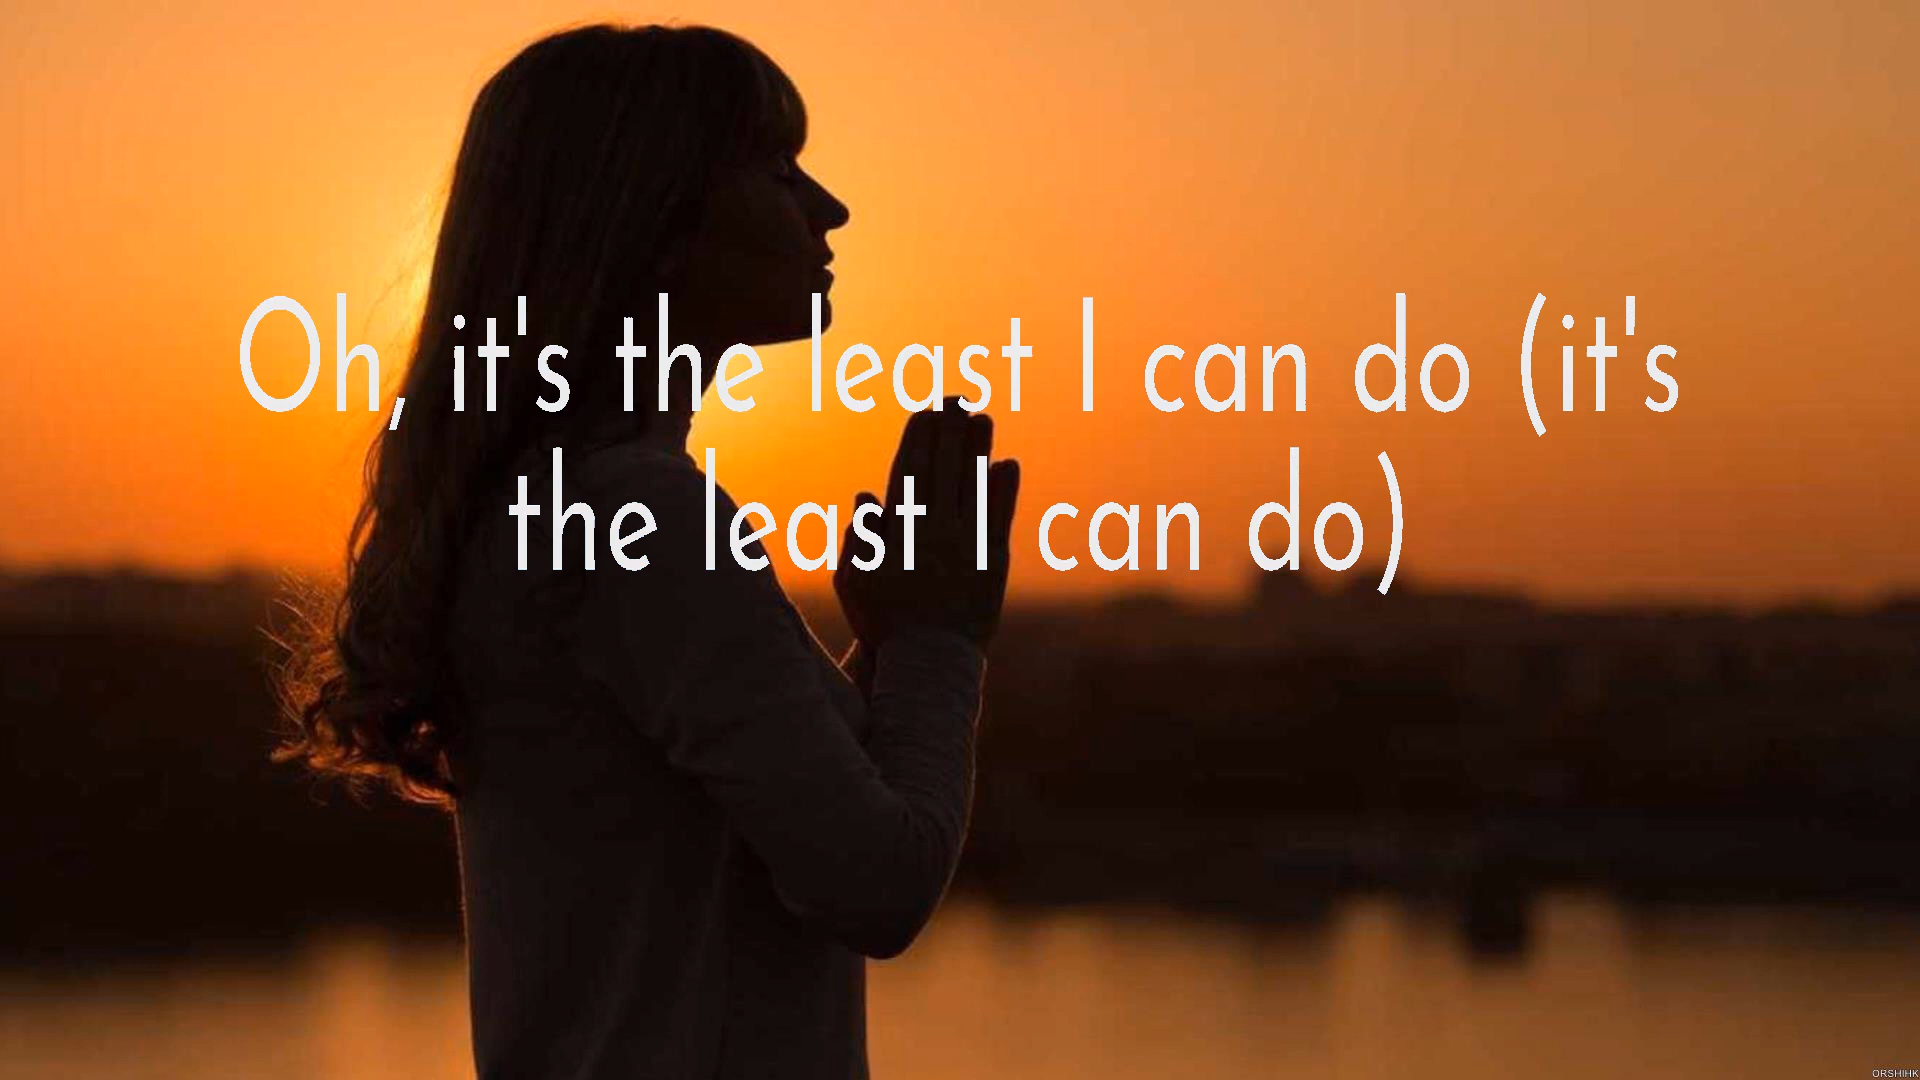 Oh, it's the least I can do (it's
the least I can do)
ORSHIHK